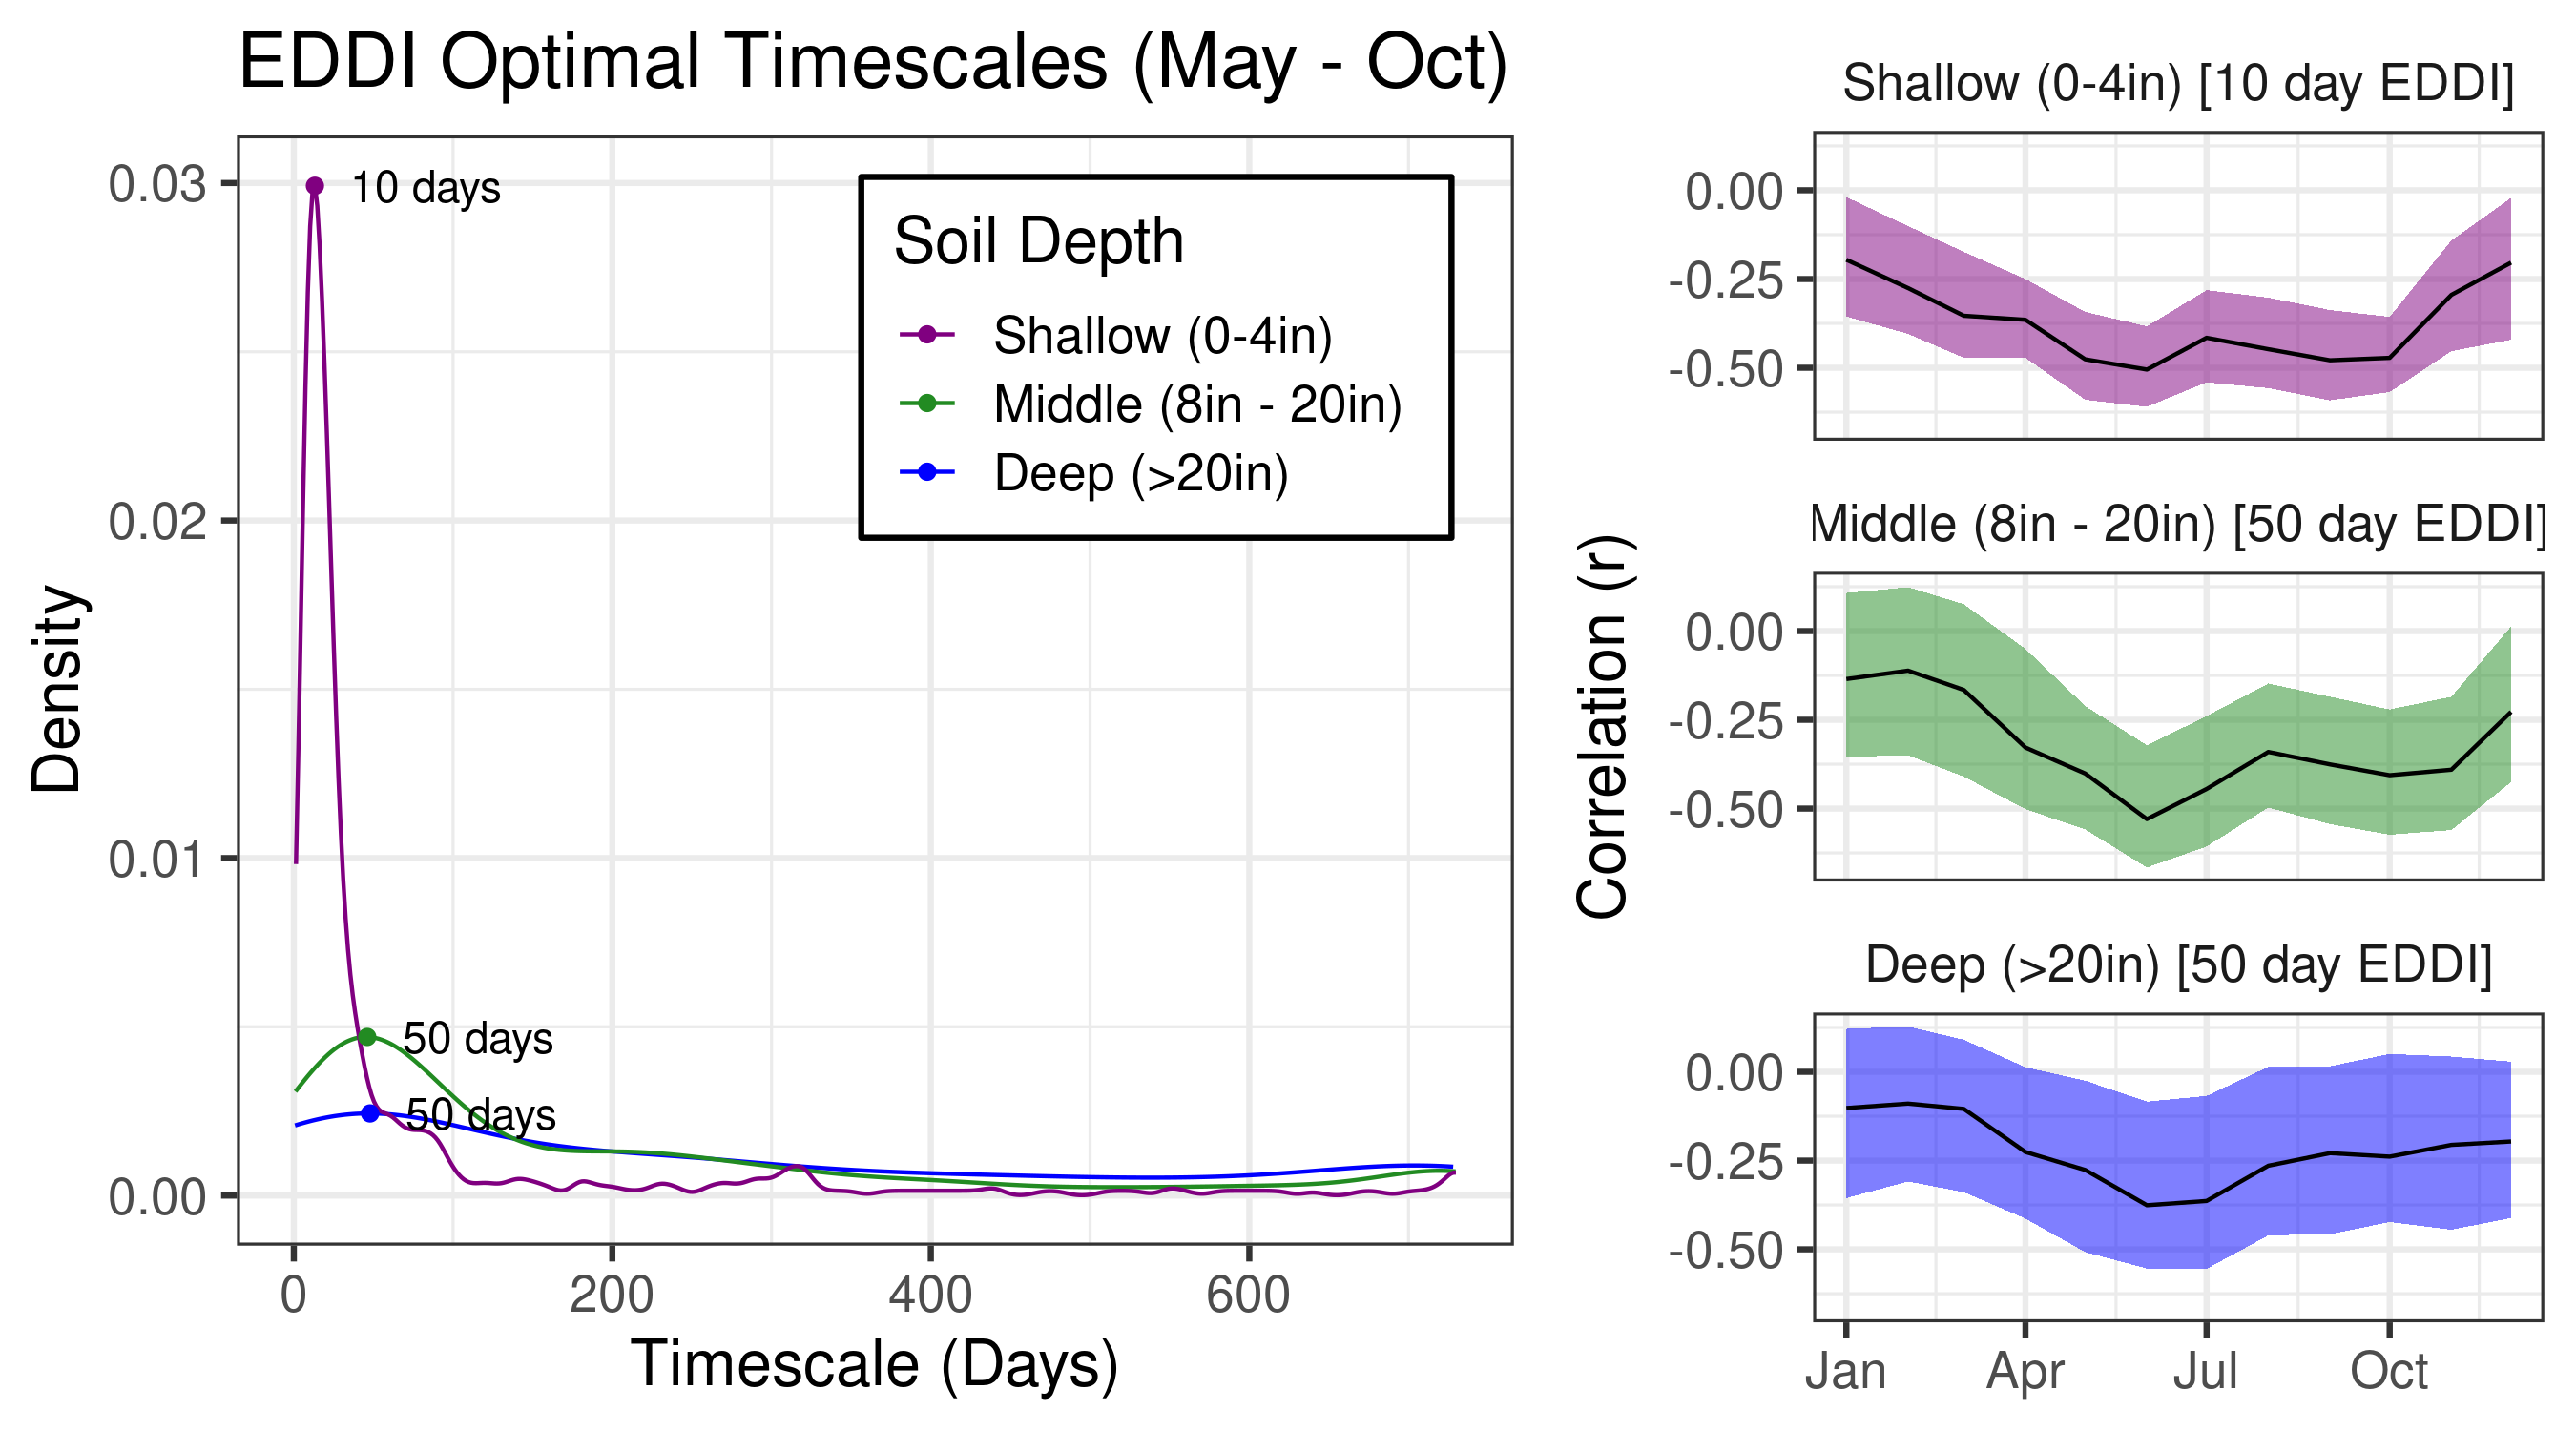 EDDI Optimal Timescales (May - Oct)
Density
0.03
0.02
0.01
0.00
10 days
50 days
50 days
Soil Depth
Shallow (0-4in)
Middle (8in - 20in)
Deep (>20in)
0
200
400
600
Timescale (Days)
Correlation (r)
Shallow (0-4in) [10 day EDDI]
0.00
-0.25
-0.50
Middle (8in - 20in) [50 day EDDI]
0.00
-0.25
-0.50
Deep (>20in) [50 day EDDI]
0.00
-0.25
-0.50
Jan
Apr
Jul
Oct